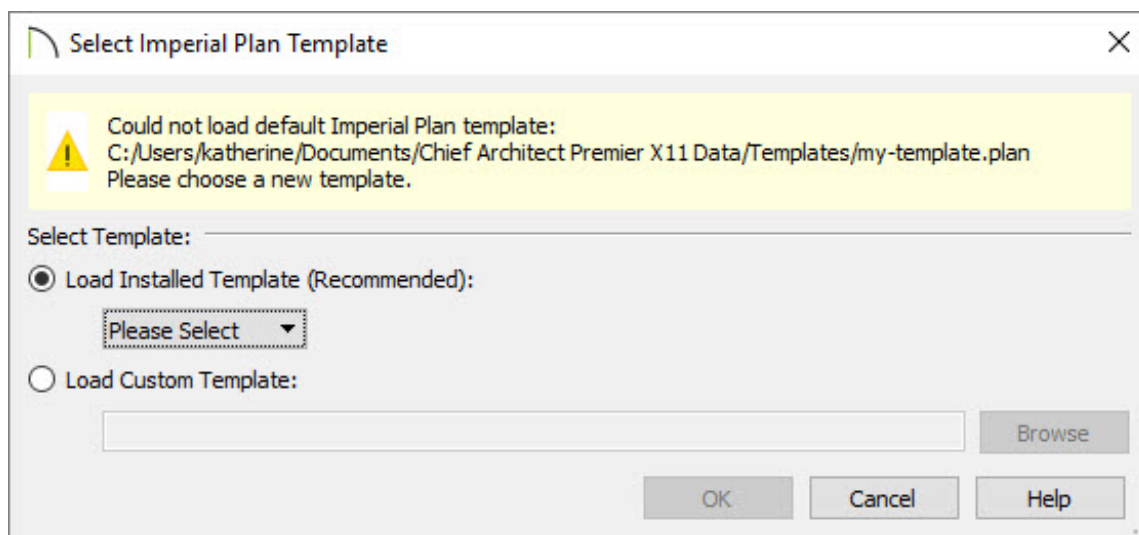 Select Imperial Plan Template
Could not load default Imperial Plan template:
C:/Users/katherine/Documents/Chief Architect Premier X11 Data/Templates/my-template.plan
Please choose a new template.
Select Template:
Load Installed Template (Recommended):
Please Select
Load Custom Template:
Browse
OK Cancel Help